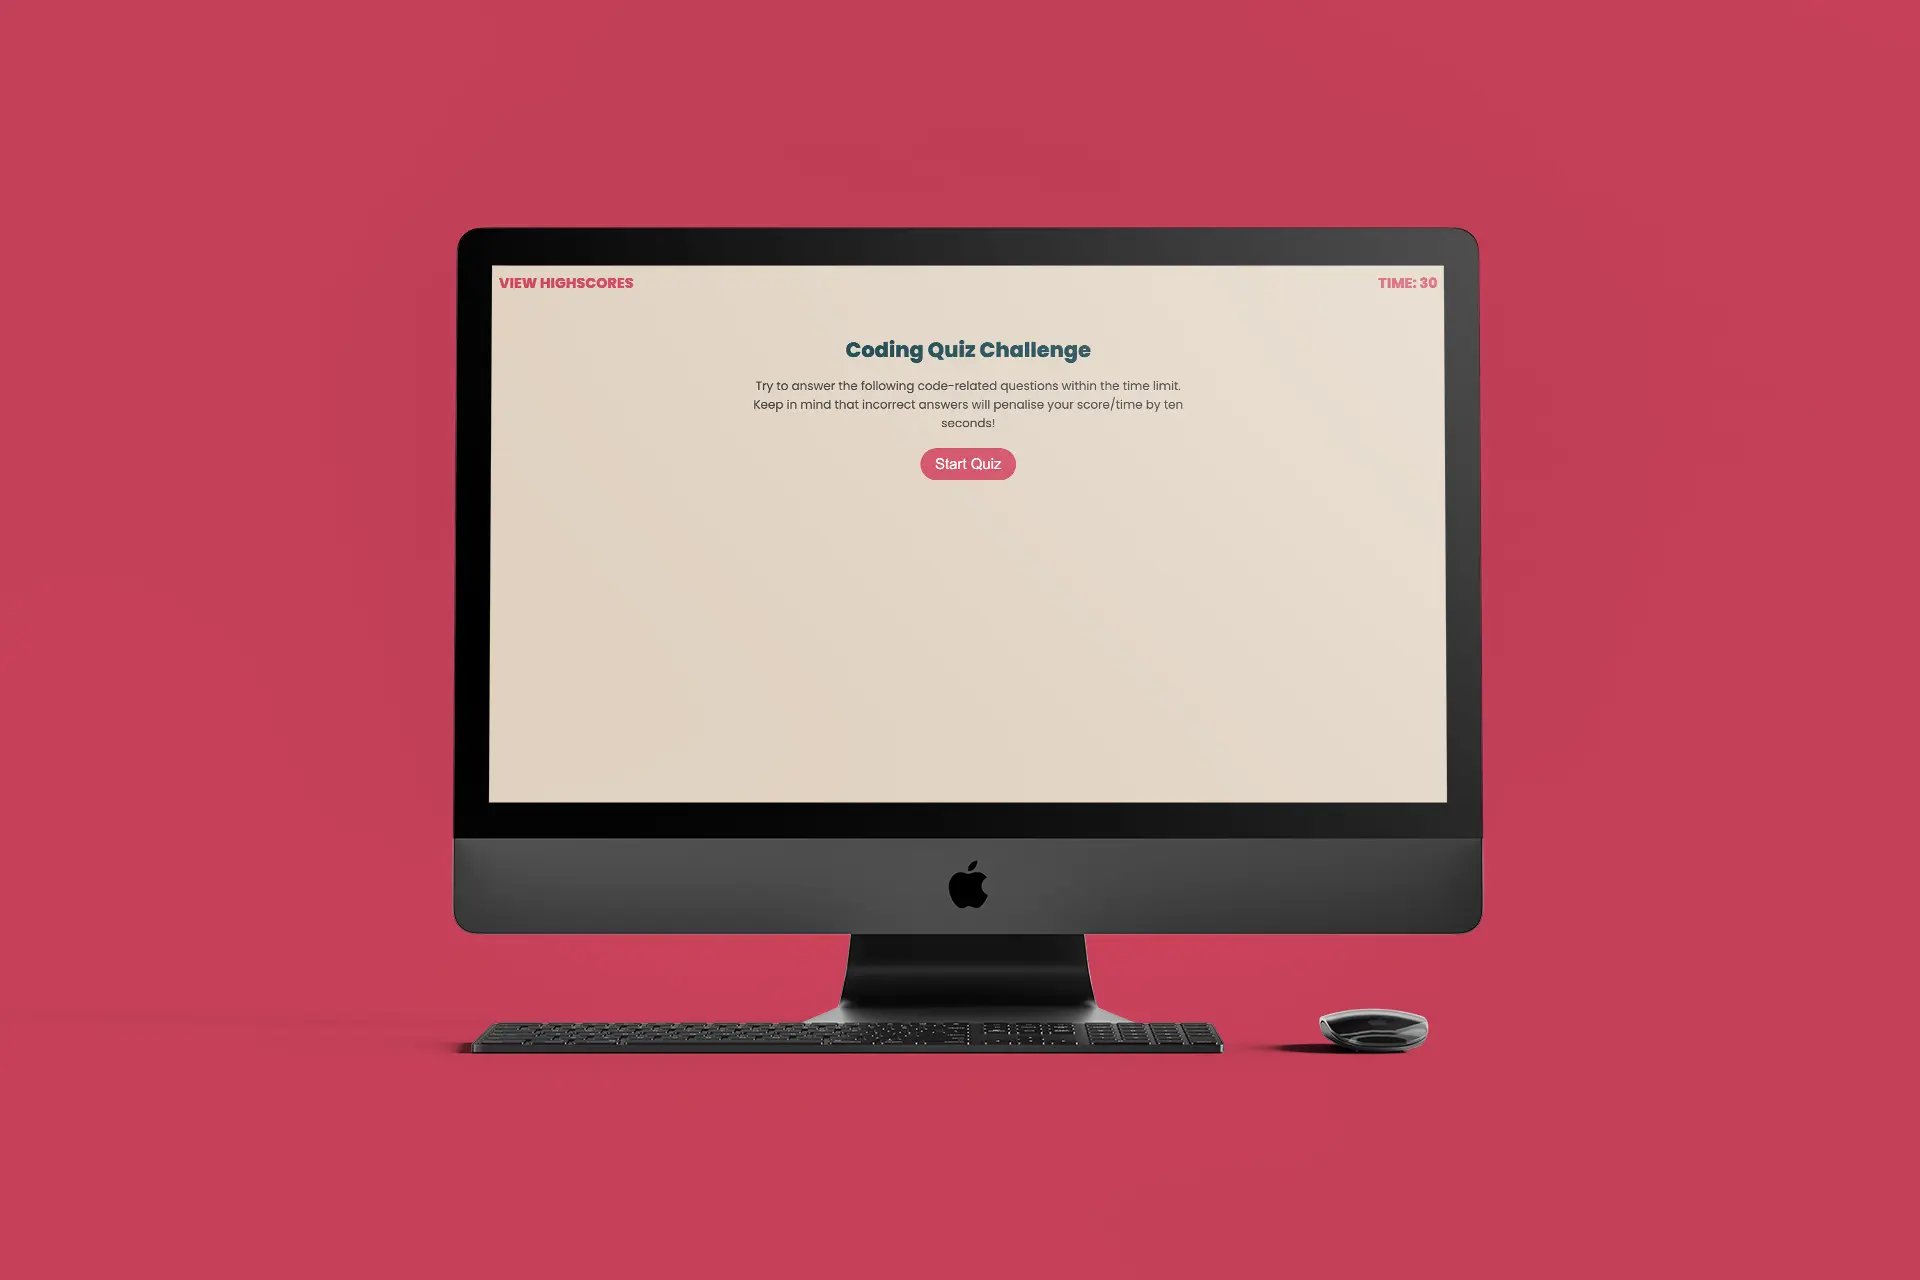 VIEW HIGHSCORES
TIME: 30
Coding Quiz Challenge
Try to answer the following code-related questions within the time limit.
Keep in mind that incorrect answers will penalise your score/time by ten
seconds!
Start Quiz